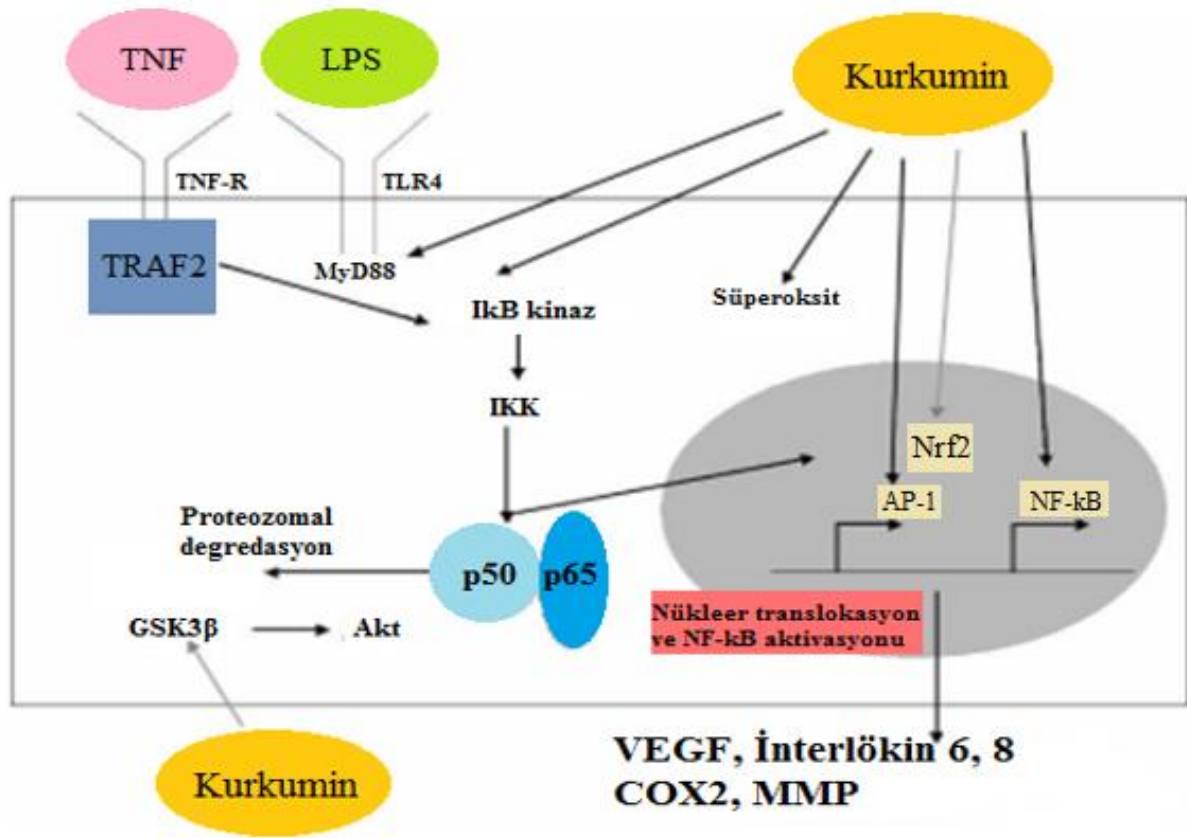 TNF
LPS
Kurkumin
TNF-R
TLR4
TRAF2
MyD88
IkB kinaz
Süperoksit
IKK
Nrf2
AP-1
NF-kB
Proteozomal
degredasyon
p50
p65
GSK3β
Akt
Nükleer translokasyon
ve NF-kB aktivasyonu
VEGF, İnterlökin 6, 8
COX2, MMP
Kurkumin